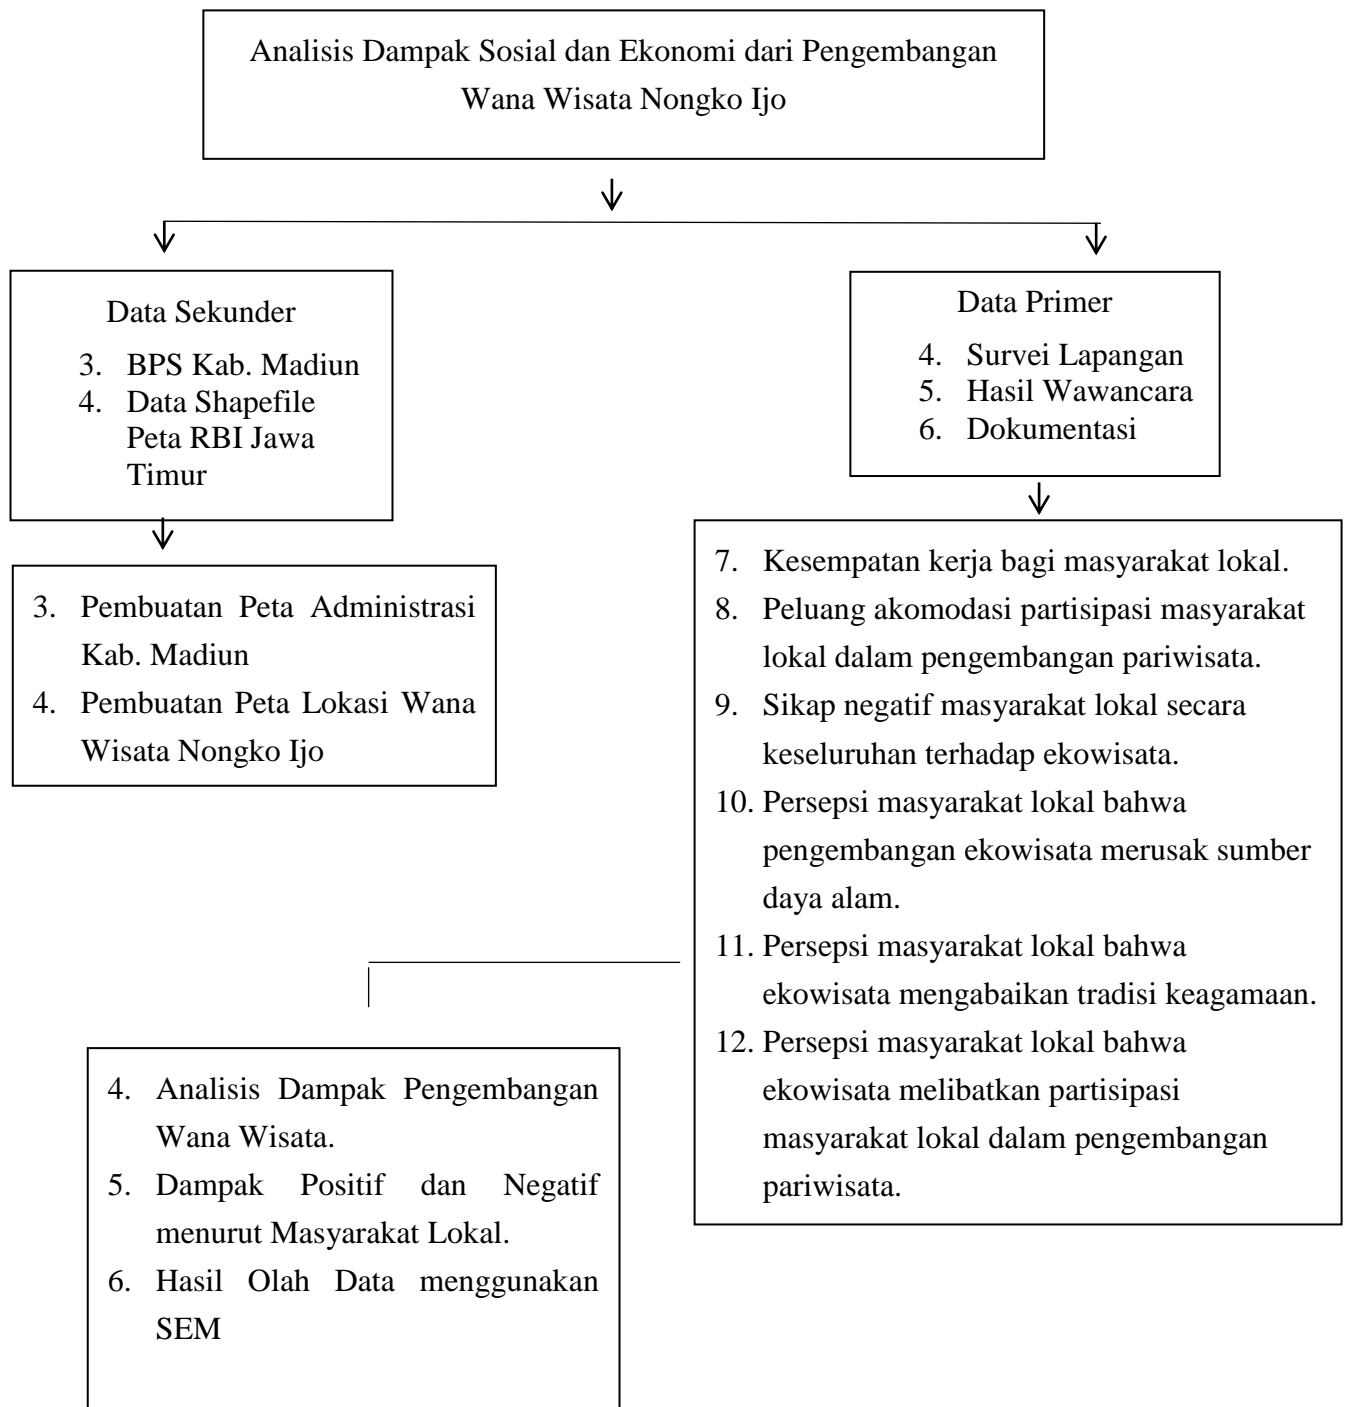 Analisis Dampak Sosial dan Ekonomi dari Pengembangan
Wana Wisata Nongko Ijo
Data Sekunder
3. BPS Kab. Madiun
4. Data Shapefile
Peta RBI Jawa
Timur
Data Primer
4. Survei Lapangan
5. Hasil Wawancara
6. Dokumentasi
3. Pembuatan Peta Administrasi
Kab. Madiun
4. Pembuatan Peta Lokasi Wana
Wisata Nongko Ijo
7. Kesempatan kerja bagi masyarakat lokal.
8. Peluang akomodasi partisipasi masyarakat
lokal dalam pengembangan pariwisata.
9. Sikap negatif masyarakat lokal secara
keseluruhan terhadap ekowisata.
10. Persepsi masyarakat lokal bahwa
pengembangan ekowisata merusak sumber
daya alam.
11. Persepsi masyarakat lokal bahwa
ekowisata mengabaikan tradisi keagamaan.
12. Persepsi masyarakat lokal bahwa
ekowisata melibatkan partisipasi
masyarakat lokal dalam pengembangan
pariwisata.
4. Analisis Dampak Pengembangan
Wana Wisata.
5. Dampak Positif dan Negatif
menurut Masyarakat Lokal.
6. Hasil Olah Data menggunakan
SEM